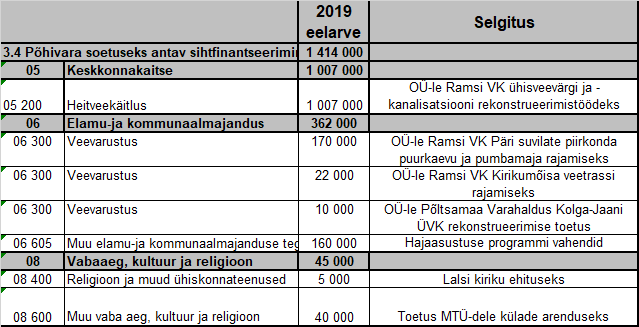 2019 eelarve Selgitus
3.4 Põhivara soetuseks antav sihtfinantseerimin 1 414 000
05 Keskkonnakaitse 1 007 000
OÜ-le Ramsi VK ühisveevärgi ja -
05 200 Heitveekäitlus 1 007 000 kanalisatsiooni rekonstrueerimistöödeks
06 Elamu-ja kommunaalmajandus 362 000
06 300 Veevarustus 170 000 OÜ-le Ramsi VK Päri suvilate piirkonda
puurkaevu ja pumbamaja rajamiseks
06 300 Veevarustus 22 000 OÜ-le Ramsi VK Kirikumõisa veetrassi
rajamiseks
06 300 Veevarustus 10 000 OÜ-le Põltsamaa Varahaldus Kolga-Jaani
ÜVK rekonstrueerimise toetus
06 605 Muu elamu-ja kommunaalmajanduse teg 160 000 Hajaasustuse programmi vahendid
08 Vabaaeg, kultuur ja religioon 45 000
08 400 Religioon ja muud ühiskonnateenused 5 000 Lalsi kiriku ehituseks
08 600 Muu vaba aeg, kultuur ja religioon 40 000 Toetus MTÜ-dele külade arenduseks